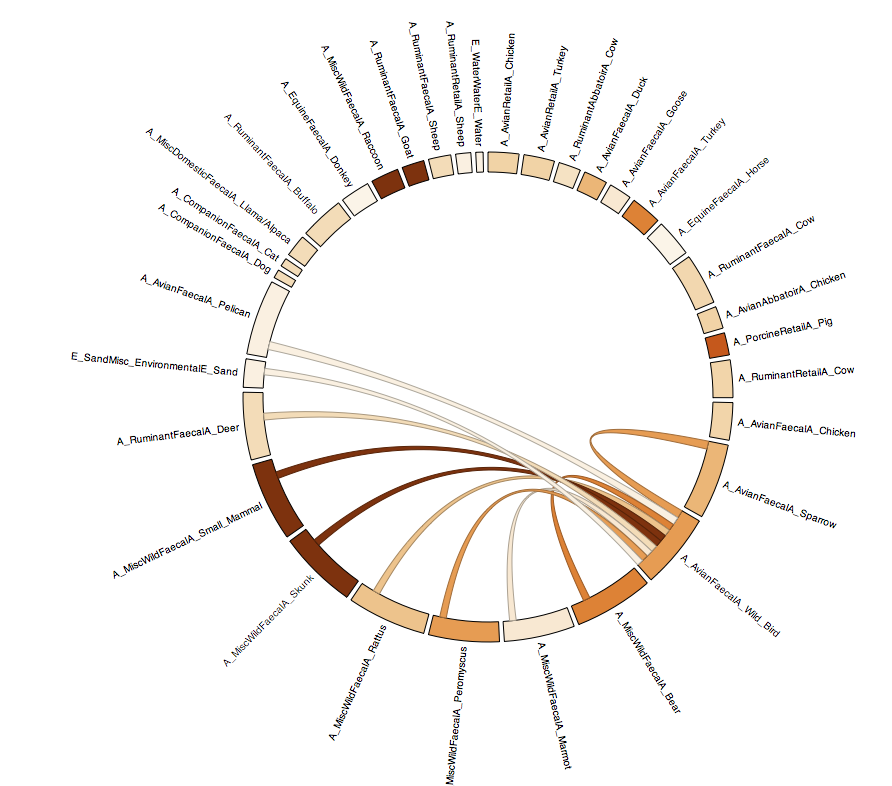 E_WaterWaterE_Water
A_AvianRetailA_Chicken
A_AvianRetailA_Turkey
A_RuminantAbbatoirA_Cow
A_AvianFaecalA_Duck
A_AvianFaecalA_Goose
A_AvianFaecalA_Turkey
A_EquineFaecalA_Horse
A_RuminantFaecalA_Cow
A_AvianAbbatoirA_Chicken
A_PorcineRetailA_Pig
A_RuminantRetailA_Cow
A_AvianFaecalA_Chicken
A_AvianFaecalA_Sparrow
A_AvianFaecalA_Wild_Bird
A_MiscWildFaecalA_Bear
A_MiscWildFaecalA_Marmot
MiscWildFaecalA_Peromyscus
A_MiscWildFaecalA_Rattus
A_MiscWildFaecalA_Skunk
A_MiscWildFaecalA_Small_Mammal
A_RuminantFaecalA_Deer
E_SandMisc_EnvironmentalE_Sand
A_AvianFaecalA_Pelican
A_CompanionFaecalA_Dog
A_CompanionFaecalA_Cat
A_MiscDomesticFaecalA_Llama/Alpaca
A_RuminantFaecalA_Buffalo
A_EquineFaecalA_Donkey
A_MiscWildFaecalA_Raccoon
A_RuminantFaecalA_Goat
A_RuminantFaecalA_Sheep
A_RuminantRetailA_Sheep